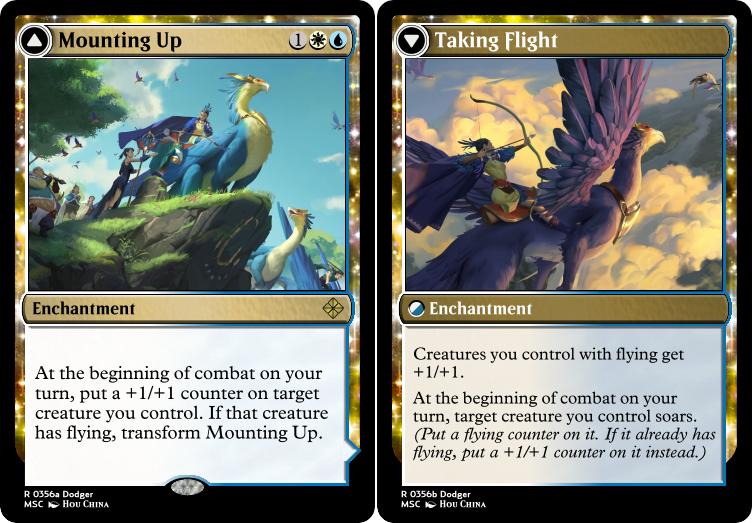 Mounting Up 1
Enchantment
At the beginning of combat on your
turn, put a +1/+1 counter on target
creature you control. If that creature
has flying, transform Mounting Up.
R 0356a Dodger
MSC Hou China
Taking Flight
Enchantment
Creatures you control with flying get
+1/+1.
At the beginning of combat on your
turn, target creature you control soars.
(Put a flying counter on it. If it already has
flying, put a +1/+1 counter on it instead.)
R 0356b Dodger
MSC Hou China